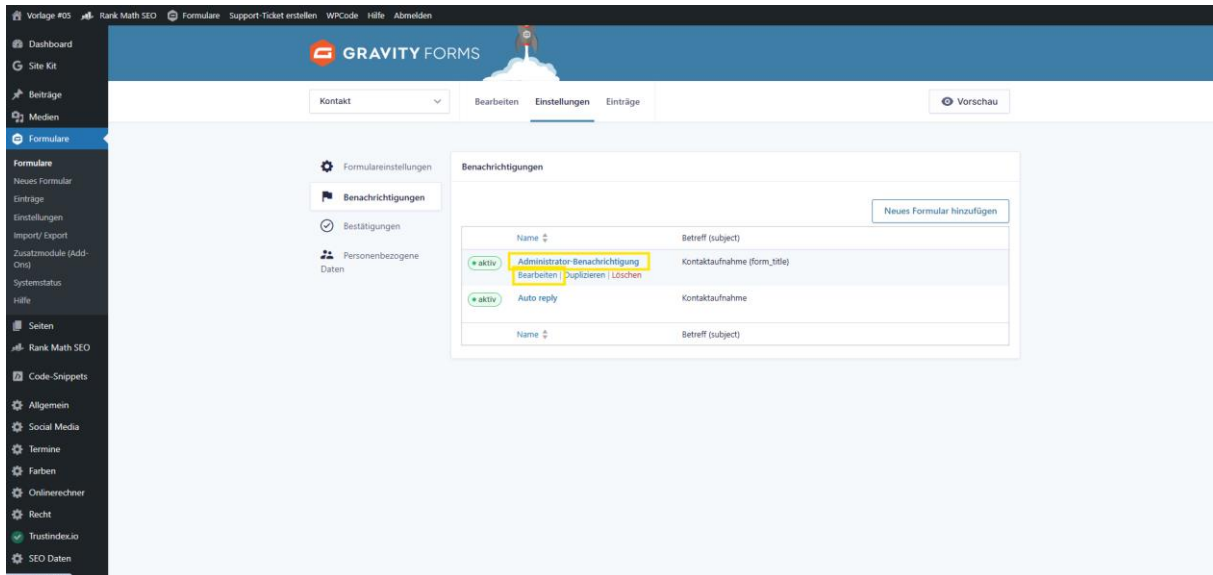 Vorlage #05 Rank Math SEO Formulare Support-Ticket erstellen WPCode Hilfe Abmelden
Dashboard
Site Kit
Beiträge
Medien
Formulare
Formulare
Neues Formular
Einträge
Einstellungen
Import/ Export
Zusatzmodule (Add-
Ons)
Systemstatus
Hilfe
Seiten
Rank Math SEO
Code-Snippets
Allgemein
Social Media
Termine
Farben
Onlinerechner
Recht
Trustindex.io
SEO Daten
GRAVITY FORMS
Kontakt Bearbeiten Einstellungen Einträge Vorschau
Formulareinstellungen
Benachrichtigungen
Bestätigungen
Personenbezogene
Daten
Benachrichtigungen
Neues Formular hinzufügen
Name Betreff (subject)
aktiv Administrator-Benachrichtigung Kontaktaufnahme {form_title}
Bearbeiten | Duplizieren | Löschen
aktiv Auto reply Kontaktaufnahme
Name Betreff (subject)